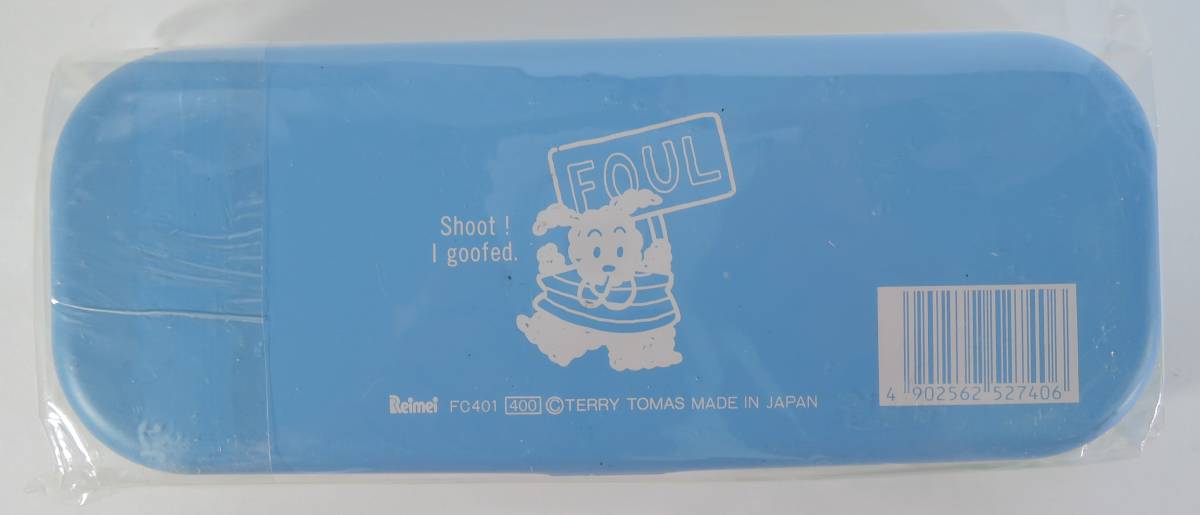 FOUL
Shoot !
I goofed.
Reimei FC401 400 ©TERRY TOMAS MADE IN JAPAN
4 902562 527406